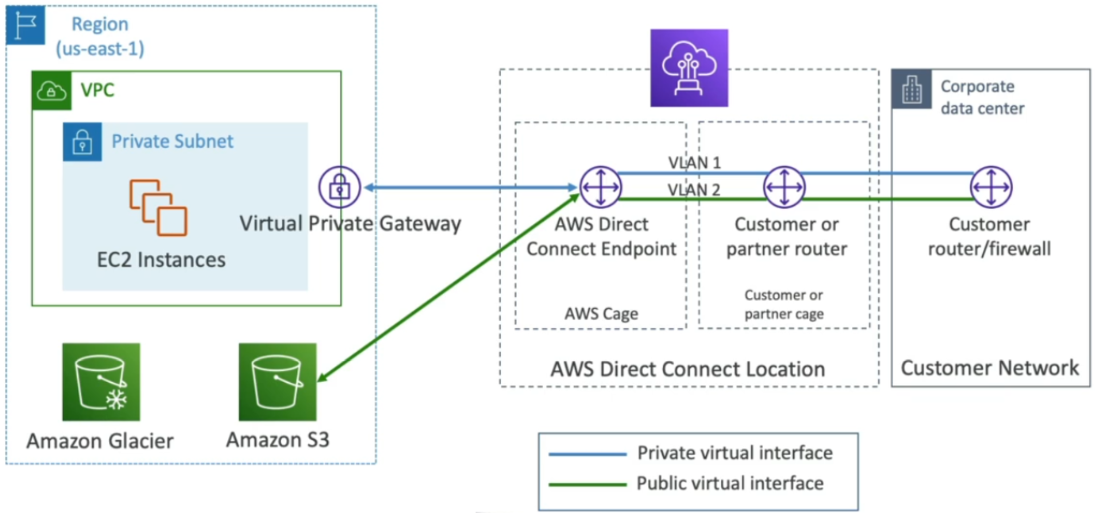 Region
(us-east-1)
VPC
Private Subnet
EC2 Instances
Virtual Private Gateway
Amazon Glacier
Amazon S3
VLAN 1
VLAN 2
AWS Direct
Connect Endpoint
AWS Cage
Customer or
partner router
Customer or
partner cage
AWS Direct Connect Location
Corporate
data center
Customer
router/firewall
Customer Network
Private virtual interface
Public virtual interface